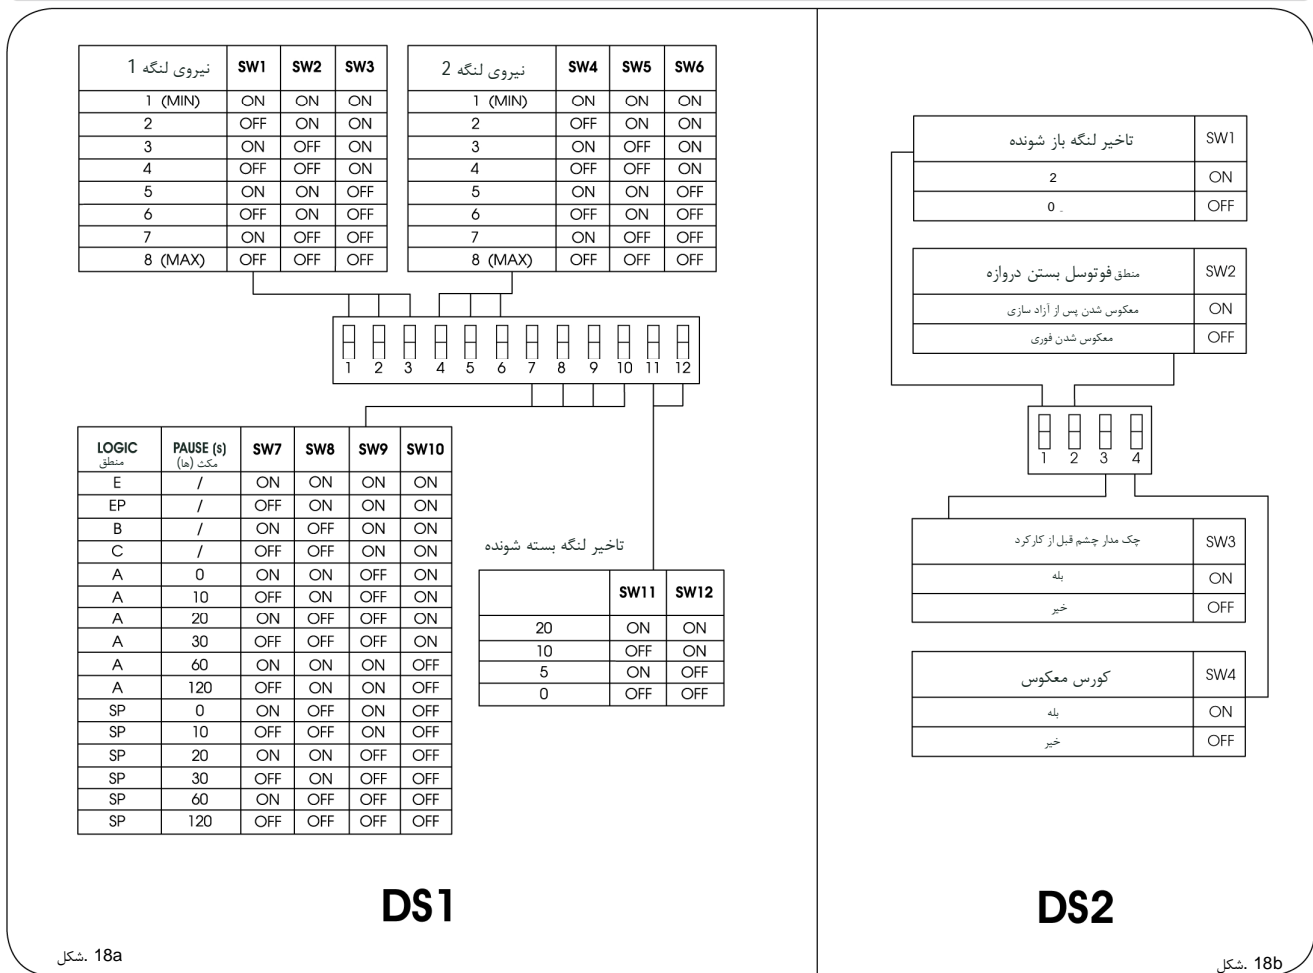 نیروی لنگه 1 SW1 SW2 SW3
1 (MIN) ON ON ON
2 OFF ON ON
3 ON OFF ON
4 OFF OFF ON
5 ON ON OFF
6 OFF ON OFF
7 ON OFF OFF
8 (MAX) OFF OFF OFF
نیروی لنگه 2 SW4 SW5 SW6
1 (MIN) ON ON ON
2 OFF ON ON
3 ON OFF ON
4 OFF OFF ON
5 ON ON OFF
6 OFF ON OFF
7 ON OFF OFF
8 (MAX) OFF OFF OFF
1 2 3 4 5 6 7 8 9 10 11 12
LOGIC PAUSE (s) SW7 SW8 SW9 SW10
منطق مکث (ها)
E / ON ON ON ON
EP / OFF ON ON ON
B / ON OFF ON ON
C / OFF OFF ON ON
A 0 ON ON OFF ON
A 10 OFF ON OFF ON
A 20 ON OFF OFF ON
A 30 OFF OFF OFF ON
A 60 ON ON ON OFF
A 120 OFF ON ON OFF
SP 0 ON OFF ON OFF
SP 10 OFF OFF ON OFF
SP 20 ON ON OFF OFF
SP 30 OFF ON OFF OFF
SP 60 ON OFF OFF OFF
SP 120 OFF OFF OFF OFF
تاخیر لنگه بسته شونده
SW11 SW12
20 ON ON
10 OFF ON
5 ON OFF
0 OFF OFF
DS1
18a .شکل
تاخیر لنگه باز شونده SW1
2 ON
0 . OFF
منطق فوتوسل بستن دروازه SW2
معکوس شدن پس از آزاد سازی ON
معکوس شدن فوری OFF
1 2 3 4
چک مدار چشم قبل از کارکرد SW3
بله ON
خیر OFF
کورس معکوس SW4
بله ON
خیر OFF
DS2
18b .شکل